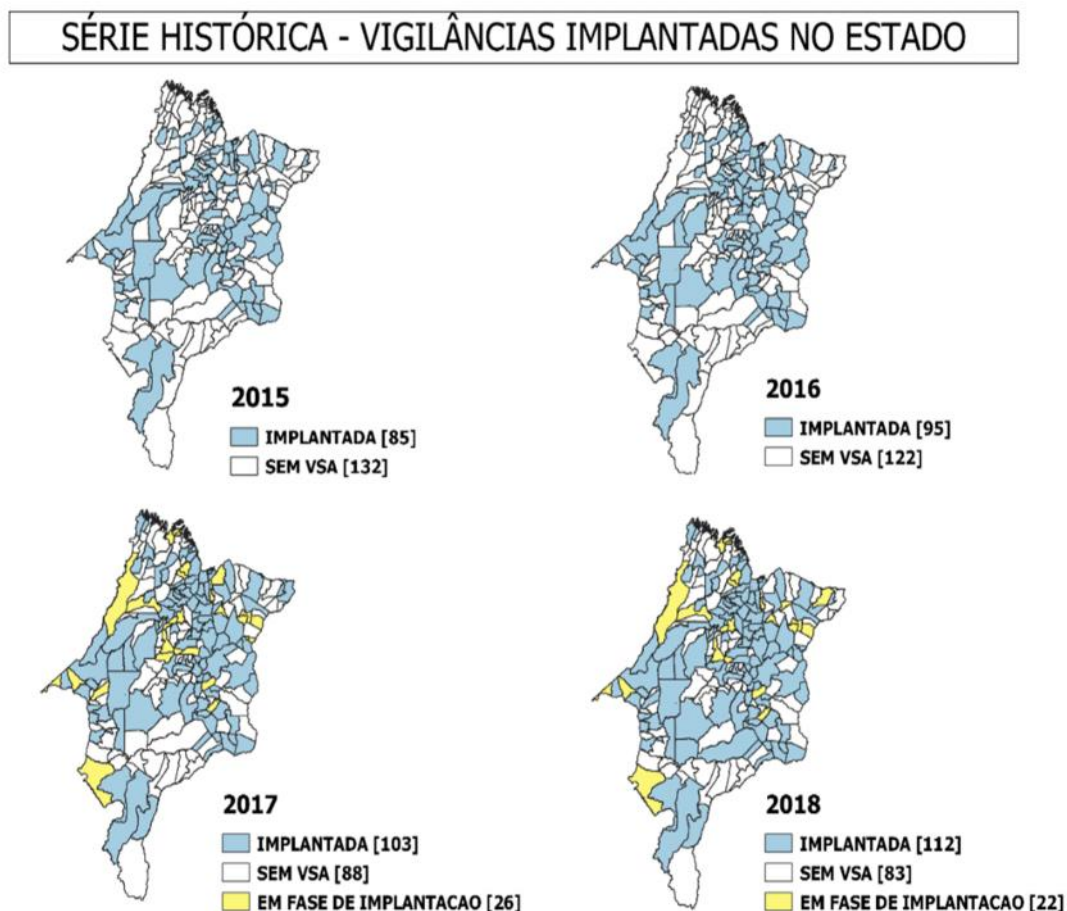 SÉRIE HISTÓRICA - VIGILÂNCIAS IMPLANTADAS NO ESTADO
2015
IMPLANTADA [85]
SEM VSA [132]
2016
IMPLANTADA [95]
SEM VSA [122]
2017
IMPLANTADA [103]
SEM VSA [88]
EM FASE DE IMPLANTACAO [26]
2018
IMPLANTADA [112]
SEM VSA [83]
EM FASE DE IMPLANTACAO [22]